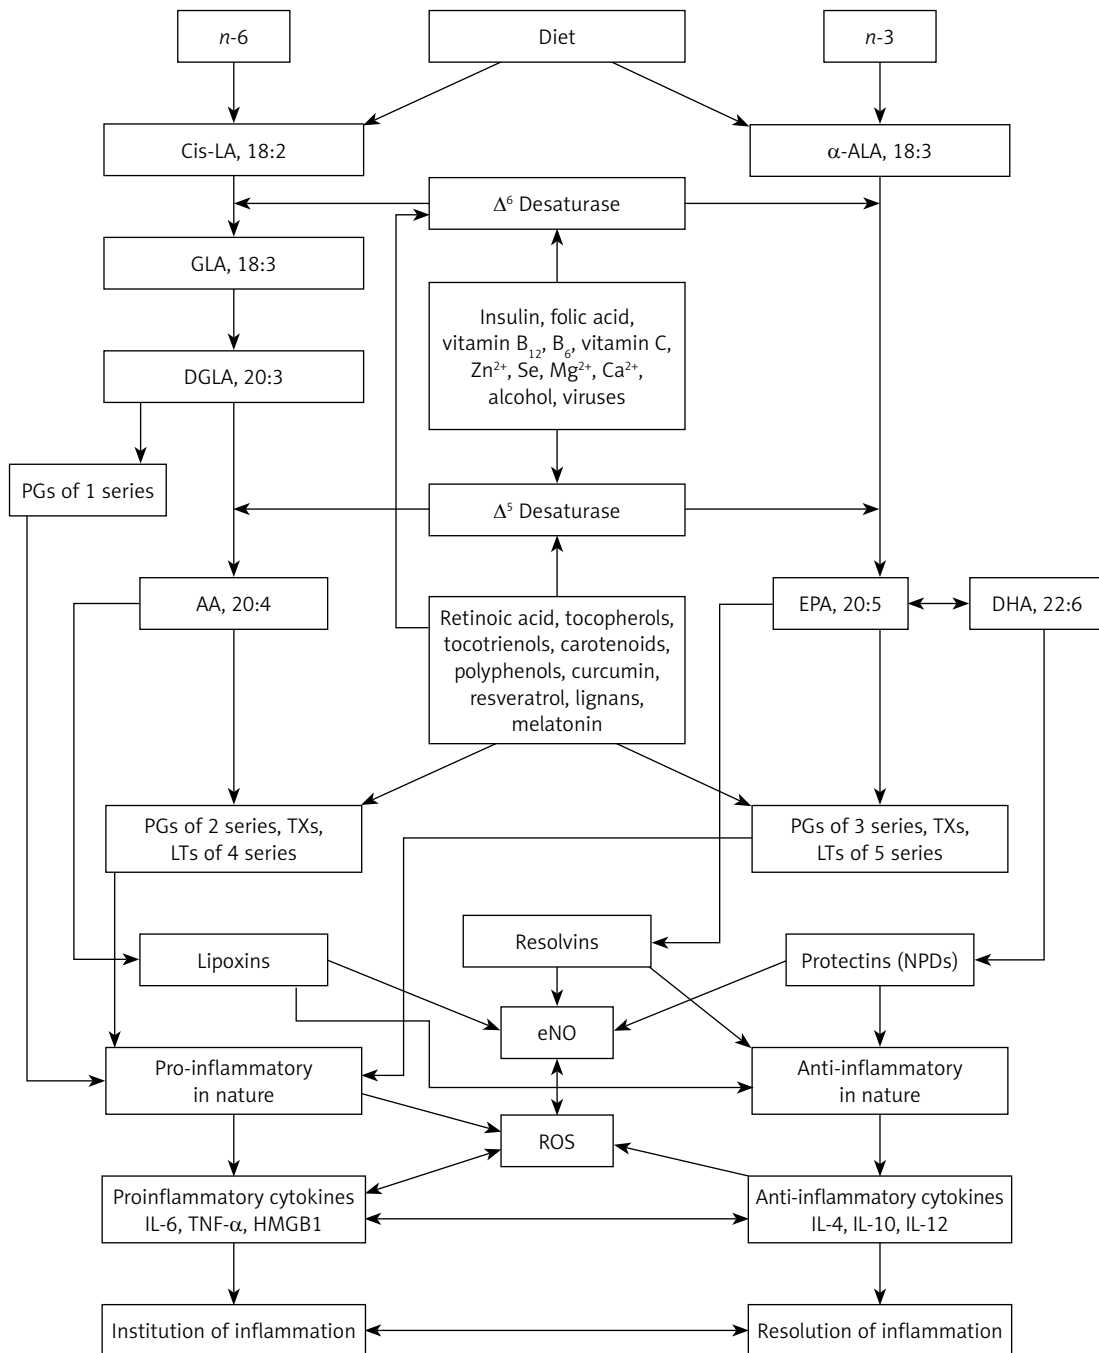 n-6
Diet
n-3
Cis-LA, 18:2
α-ALA, 18:3
Δ⁶ Desaturase
GLA, 18:3
Insulin, folic acid,
vitamin B₁₂, B₆, vitamin C,
Zn²⁺, Se, Mg²⁺, Ca²⁺,
alcohol, viruses
DGLA, 20:3
PGs of 1 series
Δ⁵ Desaturase
AA, 20:4
EPA, 20:5
DHA, 22:6
Retinoic acid, tocopherols,
tocotrienols, carotenoids,
polyphenols, curcumin,
resveratrol, lignans,
melatonin
PGs of 2 series, TXs,
LTs of 4 series
PGs of 3 series, TXs,
LTs of 5 series
Lipoxins
Resolvins
Protectins (NPDs)
eNO
Pro-inflammatory
in nature
Anti-inflammatory
in nature
ROS
Proinflammatory cytokines
IL-6, TNF-α, HMGB1
Anti-inflammatory cytokines
IL-4, IL-10, IL-12
Institution of inflammation
Resolution of inflammation